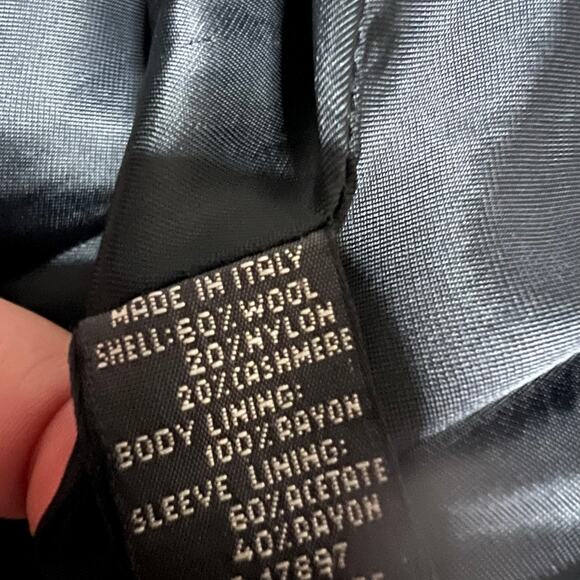 MADE IN ITALY
SHELL:60%WOOL
20%NYLON
20%CASHMERE
BODY LINING:
100%RAYON
SLEEVE LINING:
60%ACETATE
40%RAYON
17897